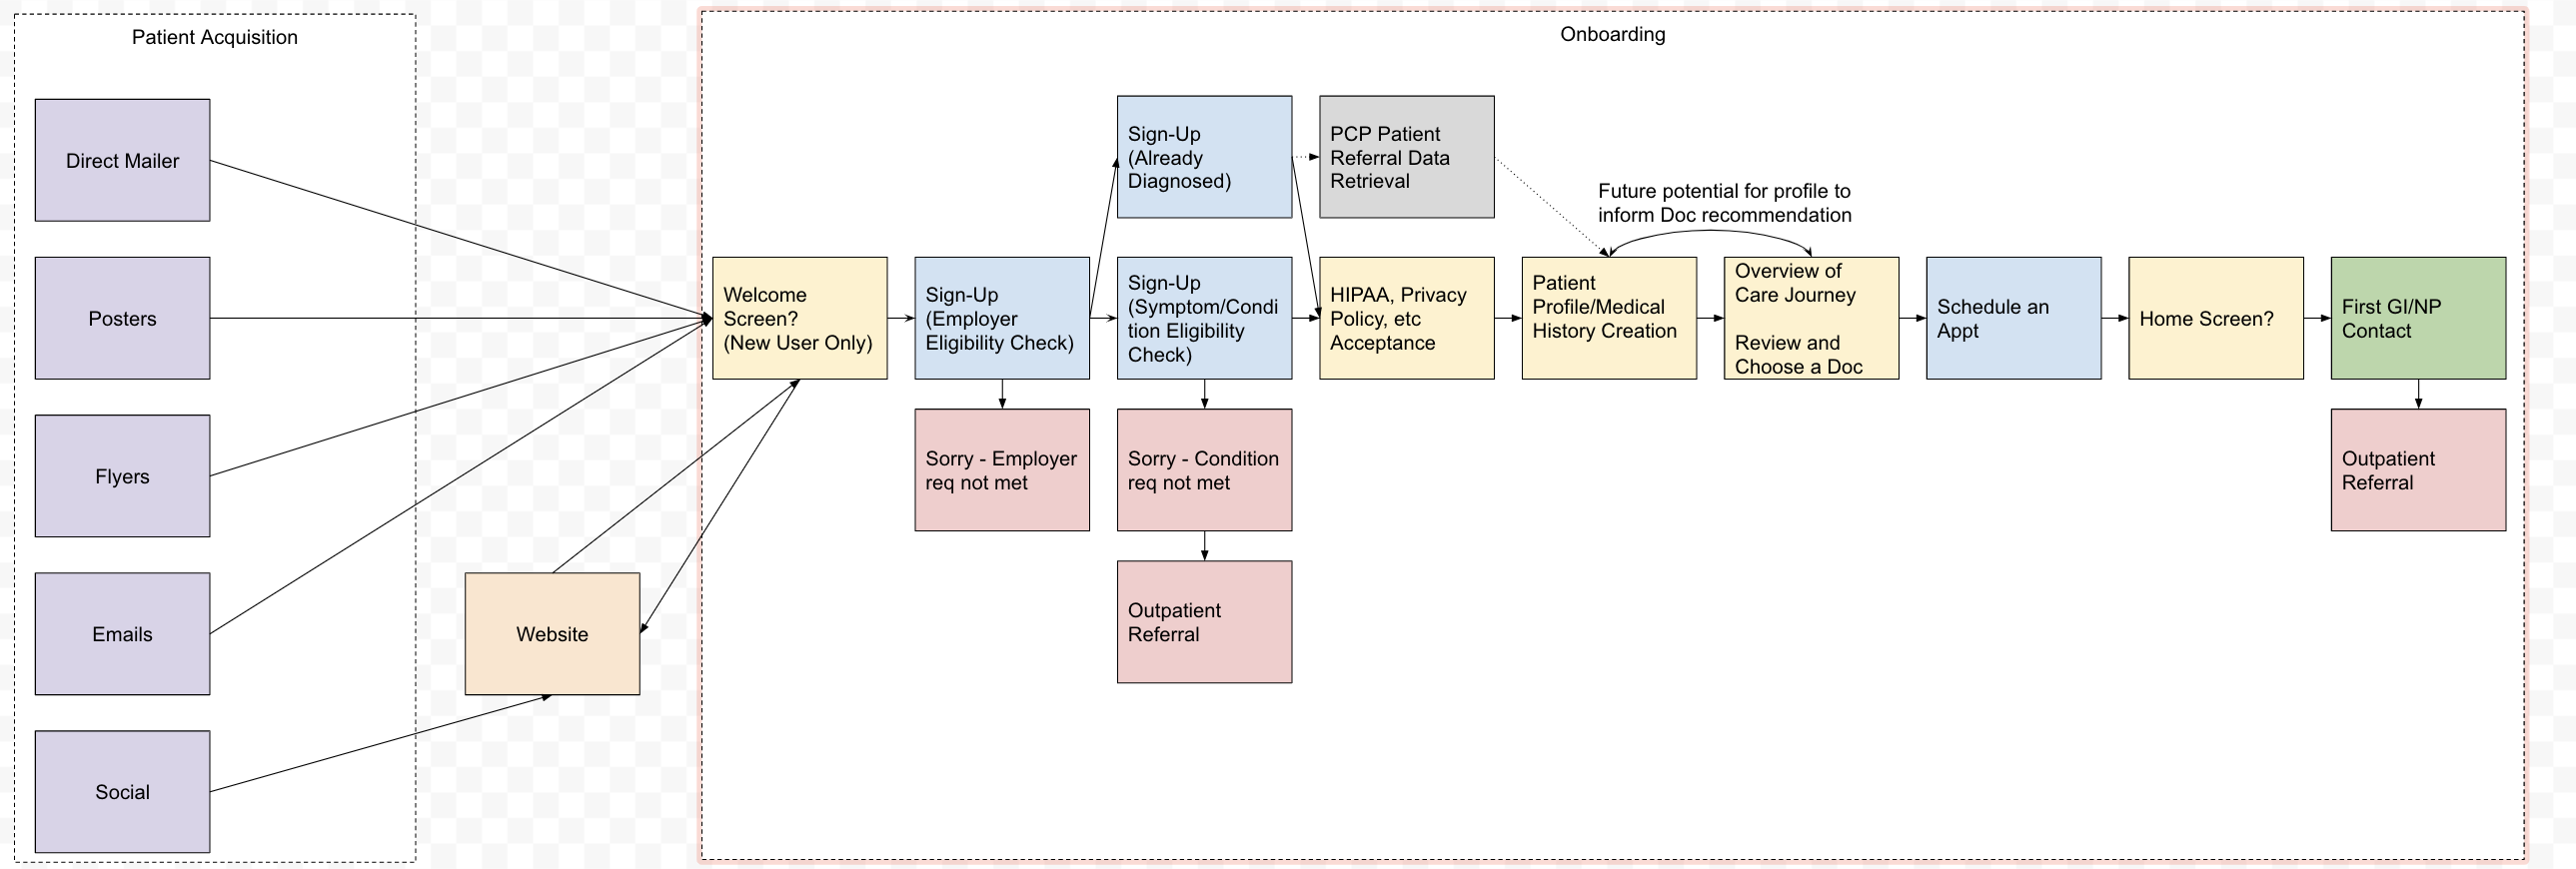 Patient Acquisition
Direct Mailer
Posters
Flyers
Emails
Social
Website
Onboarding
Welcome
Screen?
(New User Only)
Sign-Up
(Employer
Eligibility Check)
Sorry - Employer
req not met
Sign-Up
(Already
Diagnosed)
Sign-Up
(Symptom/Condi
tion Eligibility
Check)
Sorry - Condition
req not met
Outpatient
Referral
PCP Patient
Referral Data
Retrieval
HIPAA, Privacy
Policy, etc
Acceptance
Future potential for profile to
inform Doc recommendation
Patient
Profile/Medical
History Creation
Overview of
Care Journey
Review and
Choose a Doc
Schedule an
Appt
Home Screen?
First GI/NP
Contact
Outpatient
Referral